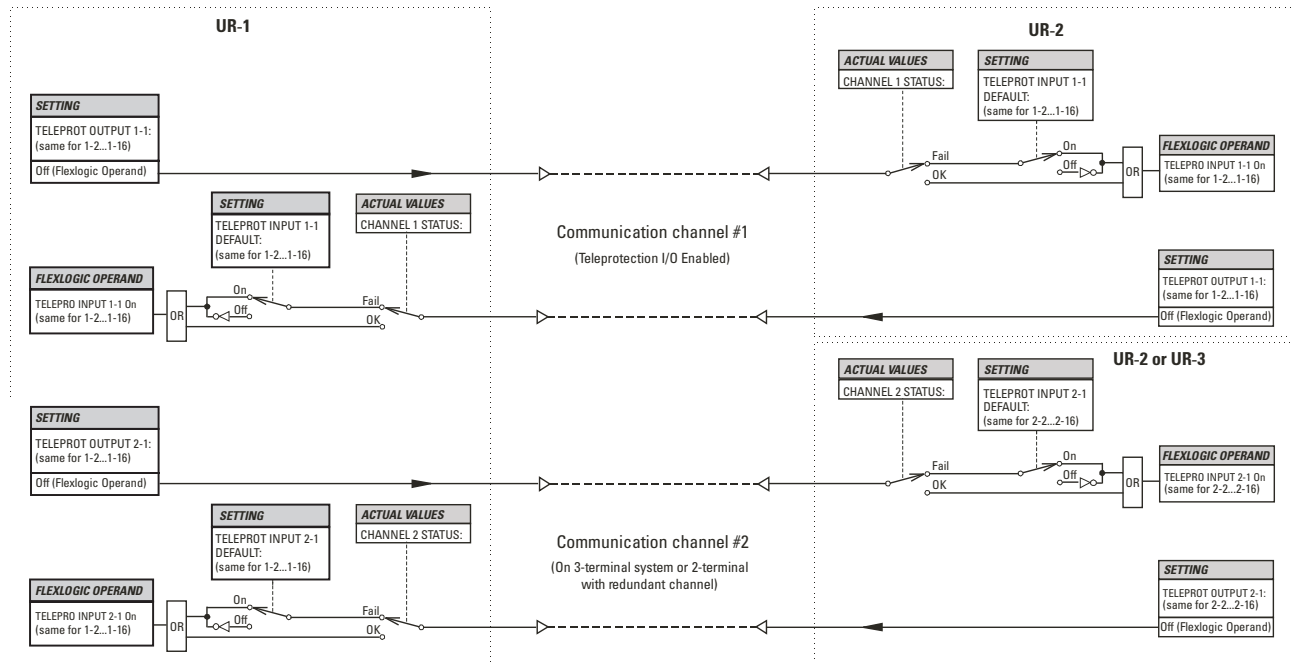 UR-1
SETTING
TELEPROT OUTPUT 1-1:
(same for 1-2...1-16)
Off (Flexlogic Operand)
SETTING
TELEPROT INPUT 1-1
DEFAULT:
(same for 1-2...1-16)
ACTUAL VALUES
CHANNEL 1 STATUS:
FLEXLOGIC OPERAND
TELEPRO INPUT 1-1 On
(same for 1-2...1-16)
OR
On
Off
Fail
OK
Communication channel #1
(Teleprotection I/O Enabled)
UR-2
ACTUAL VALUES
CHANNEL 1 STATUS:
SETTING
TELEPROT INPUT 1-1
DEFAULT:
(same for 1-2...1-16)
Fail
OK
On
Off
OR
FLEXLOGIC OPERAND
TELEPRO INPUT 1-1 On
(same for 1-2...1-16)
SETTING
TELEPROT OUTPUT 1-1:
(same for 1-2...1-16)
Off (Flexlogic Operand)
SETTING
TELEPROT OUTPUT 2-1:
(same for 1-2...1-16)
Off (Flexlogic Operand)
SETTING
TELEPROT INPUT 2-1
DEFAULT:
(same for 1-2...1-16)
ACTUAL VALUES
CHANNEL 2 STATUS:
FLEXLOGIC OPERAND
TELEPRO INPUT 2-1 On
(same for 1-2...1-16)
OR
On
Off
Fail
OK
Communication channel #2
(On 3-terminal system or 2-terminal
with redundant channel)
UR-2 or UR-3
ACTUAL VALUES
CHANNEL 2 STATUS:
SETTING
TELEPROT INPUT 2-1
DEFAULT:
(same for 2-2...2-16)
Fail
OK
On
Off
OR
FLEXLOGIC OPERAND
TELEPRO INPUT 2-1 On
(same for 2-2...2-16)
SETTING
TELEPROT OUTPUT 2-1:
(same for 2-2...2-16)
Off (Flexlogic Operand)